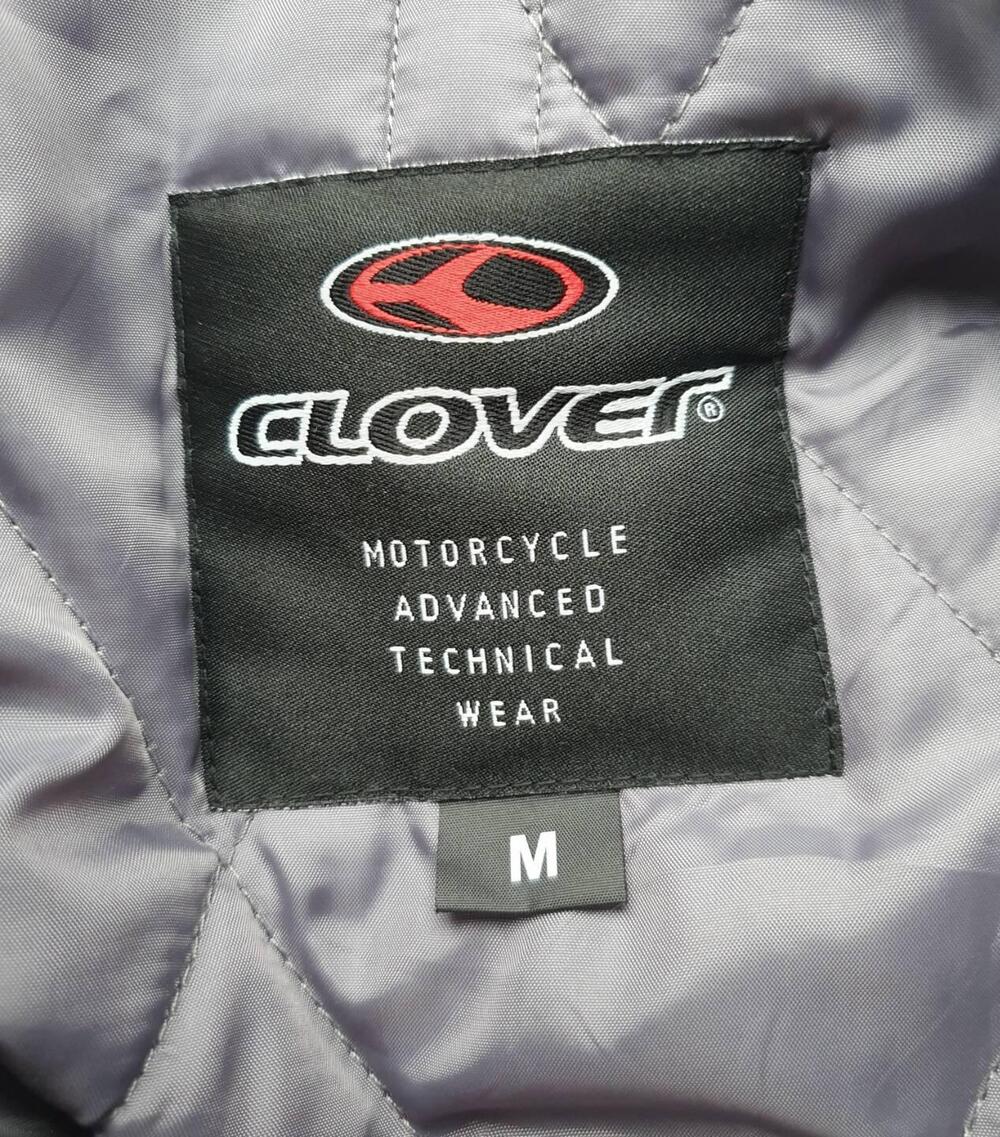 CLOVER®
MOTORCYCLE
ADVANCED
TECHNICAL
WEAR
M